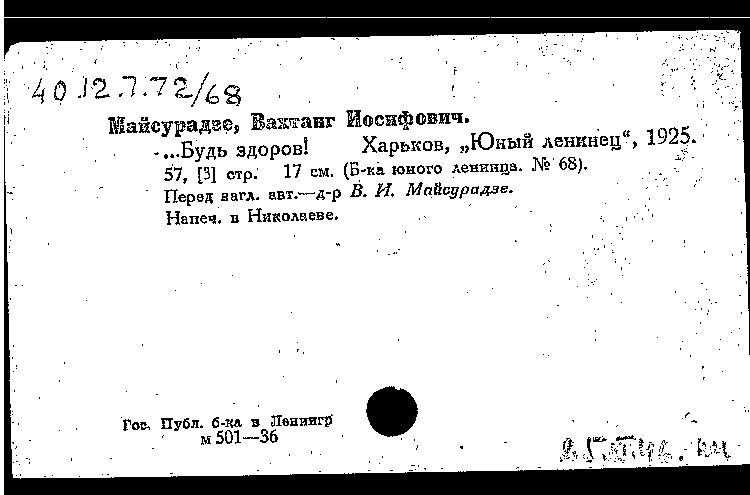 40.12.7.72/68
Майсурадзе, Вахтанг Иосифович.
-...Будь здоров! Харьков, „Юный ленинец“, 1925.
57, [3] стр. 17 см. (Б-ка юного ленинца. № 68).
Перед загл. авт.—д-р В. И. Майсурадзе.
Напеч. в Николаеве.
Гос. Публ. б-ка в Ленингр
м 501—36